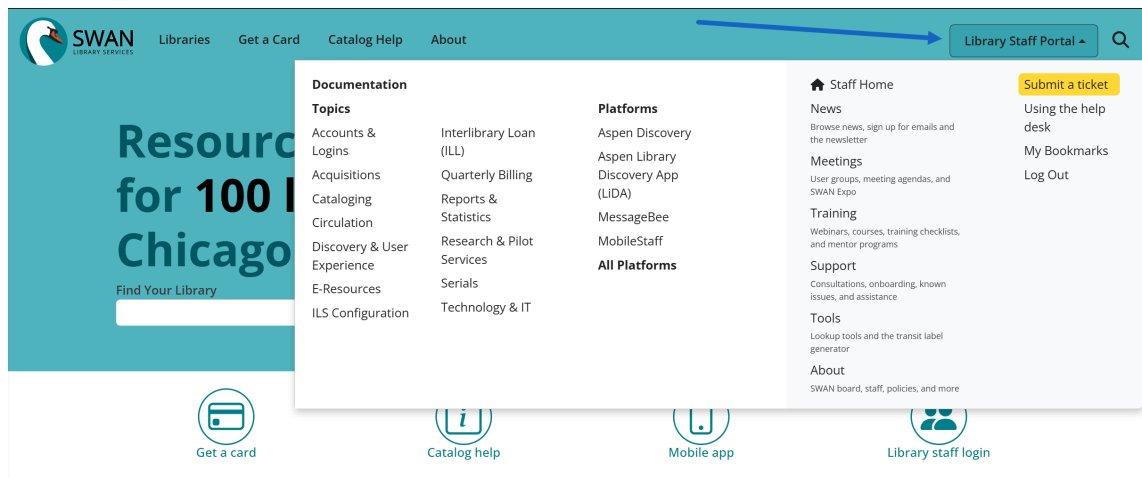 SWAN
LIBRARY SERVICES
Libraries
Get a Card
Catalog Help
About
Library Staff Portal
Documentation
Topics
Accounts &
Logins
Acquisitions
Cataloging
Circulation
Discovery & User
Experience
E-Resources
ILS Configuration
Interlibrary Loan
(ILL)
Quarterly Billing
Reports &
Statistics
Research & Pilot
Services
Serials
Technology & IT
Platforms
Aspen Discovery
Aspen Library
Discovery App
(LiDA)
MessageBee
MobileStaff
All Platforms
Staff Home
News
Browse news, sign up for emails and
the newsletter
Meetings
User groups, meeting agendas, and
SWAN Expo
Training
Webinars, courses, training checklists,
and mentor programs
Support
Consultations, onboarding, known
issues, and assistance
Tools
Lookup tools and the transit label
generator
About
SWAN board, staff, policies, and more
Submit a ticket
Using the help
desk
My Bookmarks
Log Out
Resourc
for 100
Chicago
Find Your Library
Get a card
Catalog help
Mobile app
Library staff login